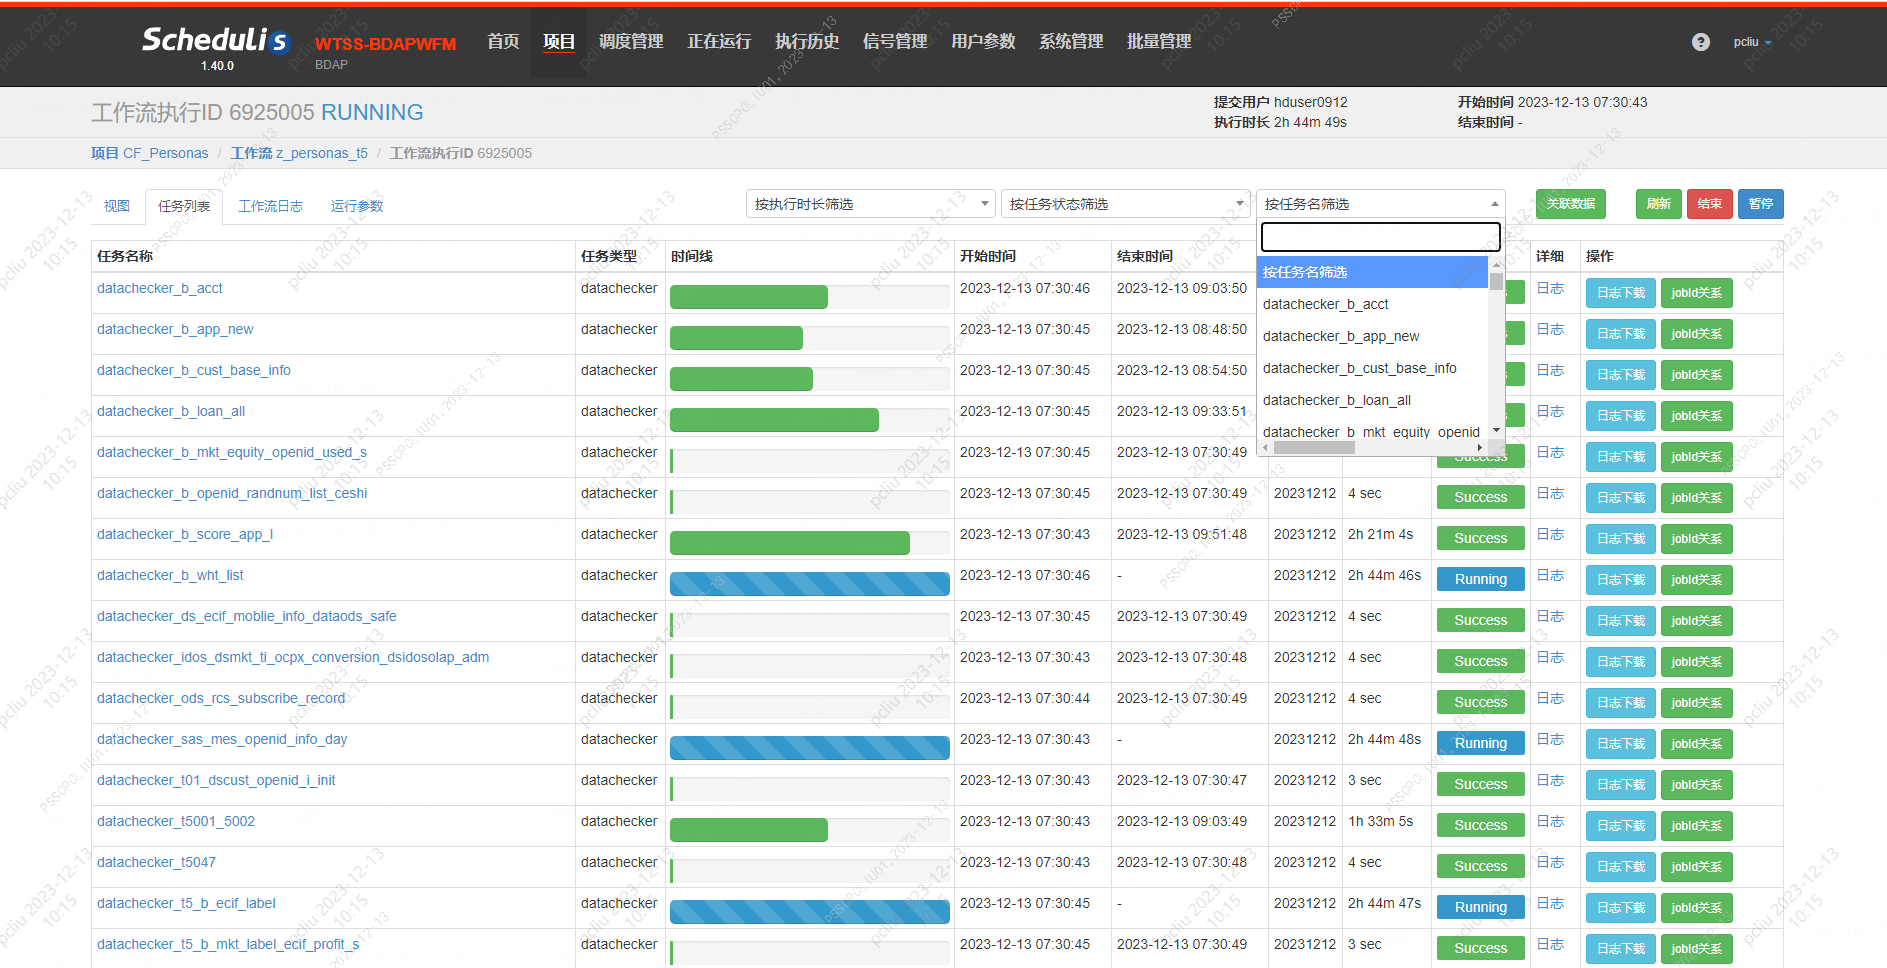 Schedulis
1.40.0
WTSS-BDAPWFM
BDAP
首页 项目 调度管理 正在运行 执行历史 信号管理 用户参数 系统管理 批量管理
? pcliu
工作流执行ID 6925005 RUNNING
提交用户 hduser0912
执行时长 2h 44m 49s
开始时间 2023-12-13 07:30:43
结束时间 -
项目 CF_Personas / 工作流 z_personas_t5 / 工作流执行ID 6925005
视图 任务列表 工作流日志 运行参数
按执行时长筛选 按任务状态筛选 按任务名筛选
关联数据 刷新 结束 暂停
按任务名筛选
datachecker_b_acct
datachecker_b_app_new
datachecker_b_cust_base_info
datachecker_b_loan_all
datachecker_b_mkt_equity_openid
任务名称 任务类型 时间线 开始时间 结束时间 详细 操作
datachecker_b_acct datachecker 2023-12-13 07:30:46 2023-12-13 09:03:50 日志 日志下载 jobId关系
datachecker_b_app_new datachecker 2023-12-13 07:30:45 2023-12-13 08:48:50 日志 日志下载 jobId关系
datachecker_b_cust_base_info datachecker 2023-12-13 07:30:45 2023-12-13 08:54:50 日志 日志下载 jobId关系
datachecker_b_loan_all datachecker 2023-12-13 07:30:45 2023-12-13 09:33:51 日志 日志下载 jobId关系
datachecker_b_mkt_equity_openid_used_s datachecker 2023-12-13 07:30:45 2023-12-13 07:30:49 Success 日志 日志下载 jobId关系
datachecker_b_openid_randnum_list_ceshi datachecker 2023-12-13 07:30:45 2023-12-13 07:30:49 20231212 4 sec Success 日志 日志下载 jobId关系
datachecker_b_score_app_l datachecker 2023-12-13 07:30:43 2023-12-13 09:51:48 20231212 2h 21m 4s Success 日志 日志下载 jobId关系
datachecker_b_wht_list datachecker 2023-12-13 07:30:46 - 20231212 2h 44m 46s Running 日志 日志下载 jobId关系
datachecker_ds_ecif_moblie_info_dataods_safe datachecker 2023-12-13 07:30:45 2023-12-13 07:30:49 20231212 4 sec Success 日志 日志下载 jobId关系
datachecker_idos_dsmkt_ti_ocpx_conversion_dsidosolap_adm datachecker 2023-12-13 07:30:43 2023-12-13 07:30:48 20231212 4 sec Success 日志 日志下载 jobId关系
datachecker_ods_rcs_subscribe_record datachecker 2023-12-13 07:30:44 2023-12-13 07:30:49 20231212 4 sec Success 日志 日志下载 jobId关系
datachecker_sas_mes_openid_info_day datachecker 2023-12-13 07:30:43 - 20231212 2h 44m 48s Running 日志 日志下载 jobId关系
datachecker_t01_dscust_openid_i_init datachecker 2023-12-13 07:30:43 2023-12-13 07:30:47 20231212 3 sec Success 日志 日志下载 jobId关系
datachecker_t5001_5002 datachecker 2023-12-13 07:30:43 2023-12-13 09:03:49 20231212 1h 33m 5s Success 日志 日志下载 jobId关系
datachecker_t5047 datachecker 2023-12-13 07:30:43 2023-12-13 07:30:48 20231212 4 sec Success 日志 日志下载 jobId关系
datachecker_t5_b_ecif_label datachecker 2023-12-13 07:30:45 - 20231212 2h 44m 47s Running 日志 日志下载 jobId关系
datachecker_t5_b_mkt_label_ecif_profit_s datachecker 2023-12-13 07:30:45 2023-12-13 07:30:49 20231212 3 sec Success 日志 日志下载 jobId关系
pcliu 2023-12-13
10:15